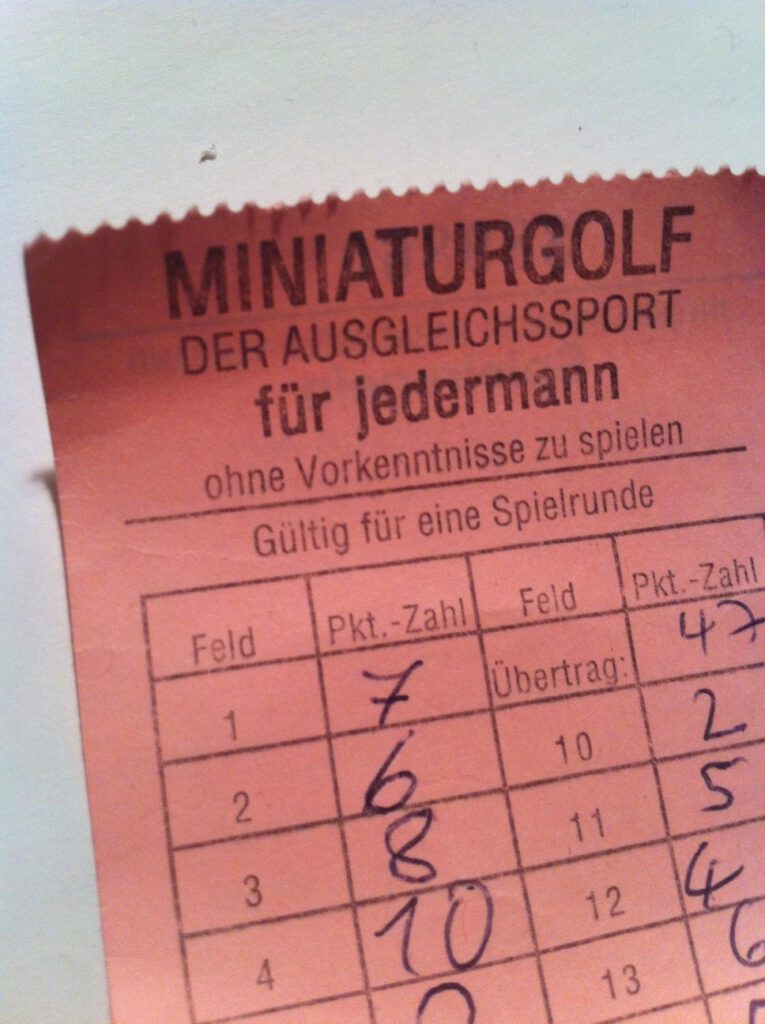 MINIATURGOLF
DER AUSGLEICHSSPORT
für jedermann
ohne Vorkenntnisse zu spielen
Gültig für eine Spielrunde
Feld Pkt.-Zahl Feld Pkt.-Zahl
1 7 Übertrag: 47
2 6 10 2
3 8 11 5
4 10 12 4
13 6